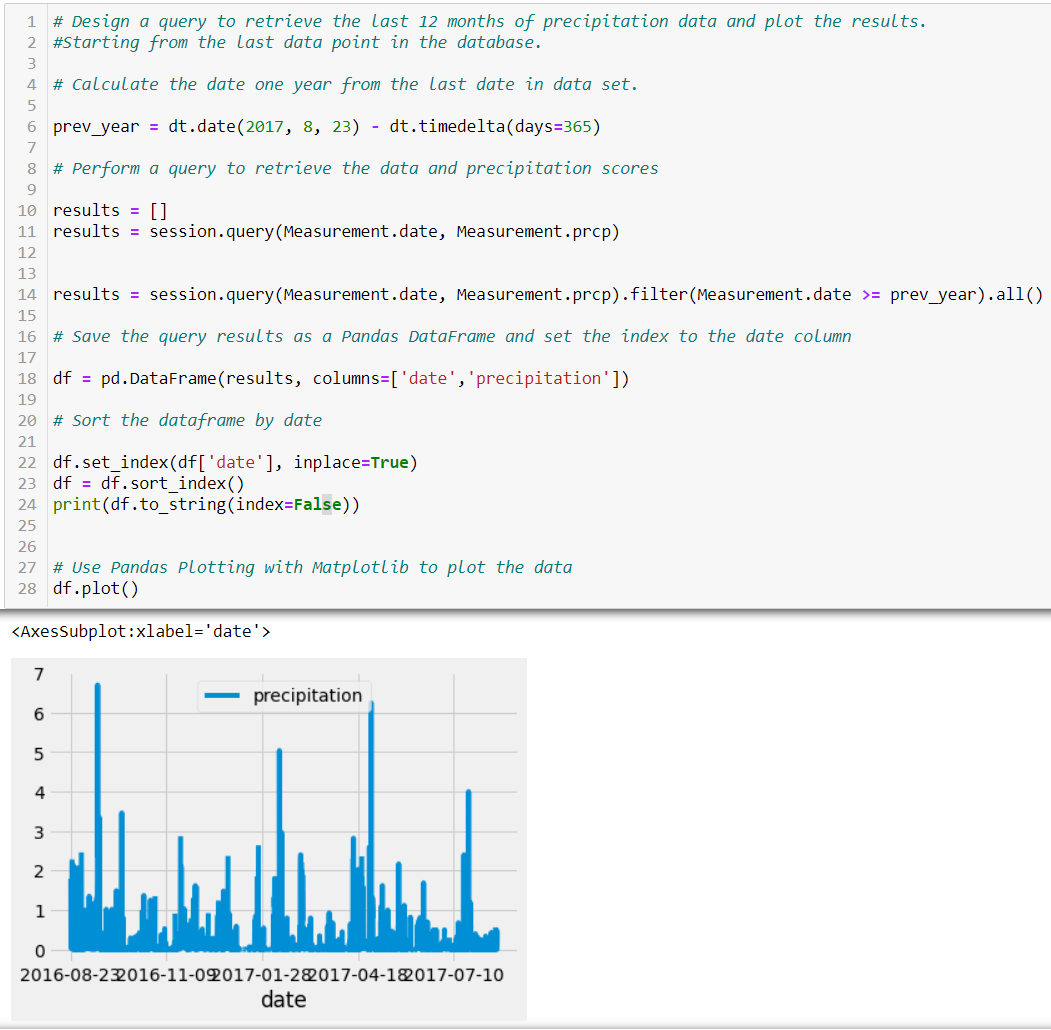 1 # Design a query to retrieve the last 12 months of precipitation data and plot the results.
2 #Starting from the last data point in the database.
3
4 # Calculate the date one year from the last date in data set.
5
6 prev_year = dt.date(2017, 8, 23) - dt.timedelta(days=365)
7
8 # Perform a query to retrieve the data and precipitation scores
9
10 results = []
11 results = session.query(Measurement.date, Measurement.prcp)
12
13
14 results = session.query(Measurement.date, Measurement.prcp).filter(Measurement.date >= prev_year).all()
15
16 # Save the query results as a Pandas DataFrame and set the index to the date column
17
18 df = pd.DataFrame(results, columns=['date','precipitation'])
19
20 # Sort the dataframe by date
21
22 df.set_index(df['date'], inplace=True)
23 df = df.sort_index()
24 print(df.to_string(index=False))
25
26
27 # Use Pandas Plotting with Matplotlib to plot the data
28 df.plot()
<AxesSubplot:xlabel='date'>
precipitation
7
6
5
4
3
2
1
0
2016-08-23 2016-11-09 2017-01-28 2017-04-18 2017-07-10
date